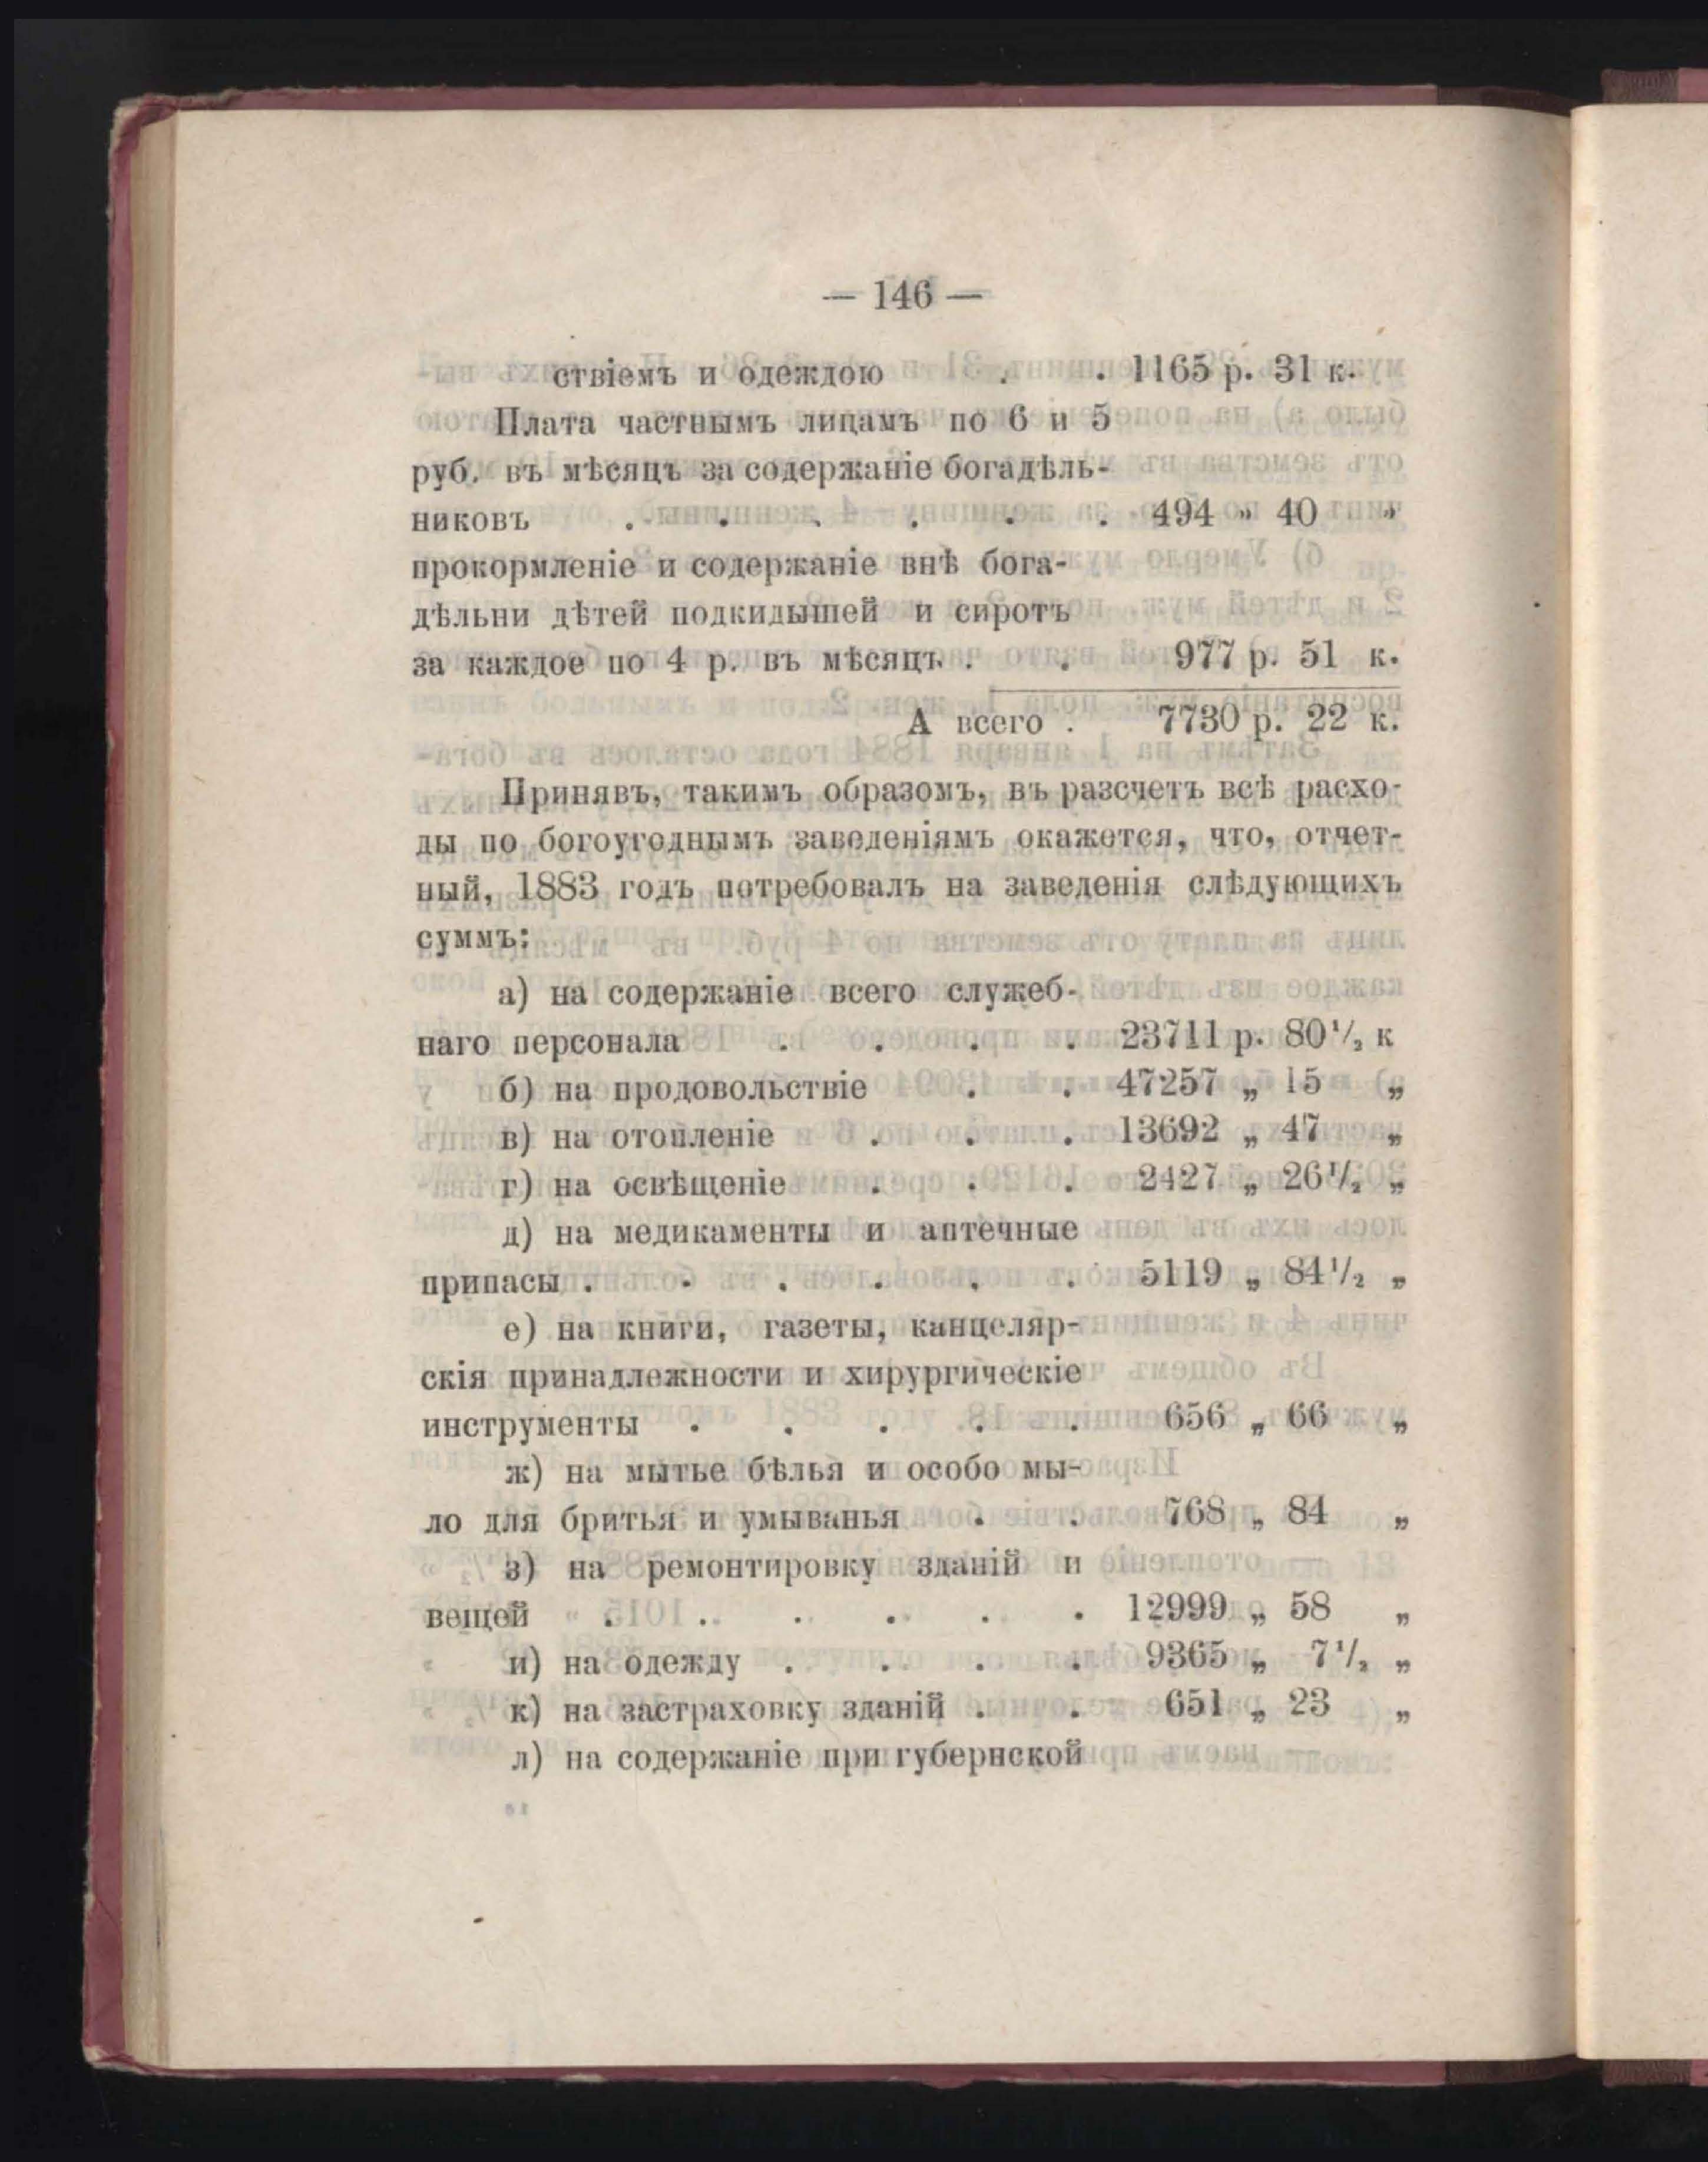 — 146 —
ствіемъ и одеждою . . 1165 р. 31 к.
Плата частнымъ лицамъ по 6 и 5
руб. въ мѣсяцъ за содержаніе богадѣль-
никовъ . . . . . . 494 „ 40 „
прокормленіе и содержаніе внѣ бога-
дѣльни дѣтей подкидышей и сиротъ
за каждое по 4 р. въ мѣсяцъ . . 977 р. 51 к.
А всего . 7730 р. 22 к.
Принявъ, такимъ образомъ, въ разсчетъ всѣ расхо-
ды по богоугоднымъ заведеніямъ окажется, что, отчет-
ный, 1883 годъ потребовалъ на заведенія слѣдующихъ
суммъ:
а) на содержаніе всего служеб-
наго персонала . . . . 23711 р. 80¹/₂ к
б) на продовольствіе . . 47257 „ 15 „
в) на отопленіе . . . 13692 „ 47 „
г) на освѣщеніе . . . 2427 „ 26¹/₂ „
д) на медикаменты и аптечные
припасы . . . . . . 5119 „ 84¹/₂ „
е) на книги, газеты, канцеляр-
скія принадлежности и хирургическіе
инструменты . . . . . 656 „ 66 „
ж) на мытье бѣлья и особо мы-
ло для бритья и умыванья . . 768 „ 84 „
з) на ремонтировку зданій и
вещей . . . . . . 12999 „ 58 „
и) на одежду . . . . 9365 „ 7¹/₂ „
к) на застраховку зданій . . 651 „ 23 „
л) на содержаніе при губернской